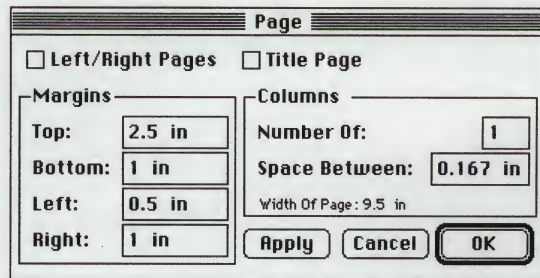 Page
Left/Right Pages Title Page
Margins
Top: 2.5 in
Bottom: 1 in
Left: 0.5 in
Right: 1 in
Columns
Number Of: 1
Space Between: 0.167 in
Width Of Page: 9.5 in
Apply Cancel OK